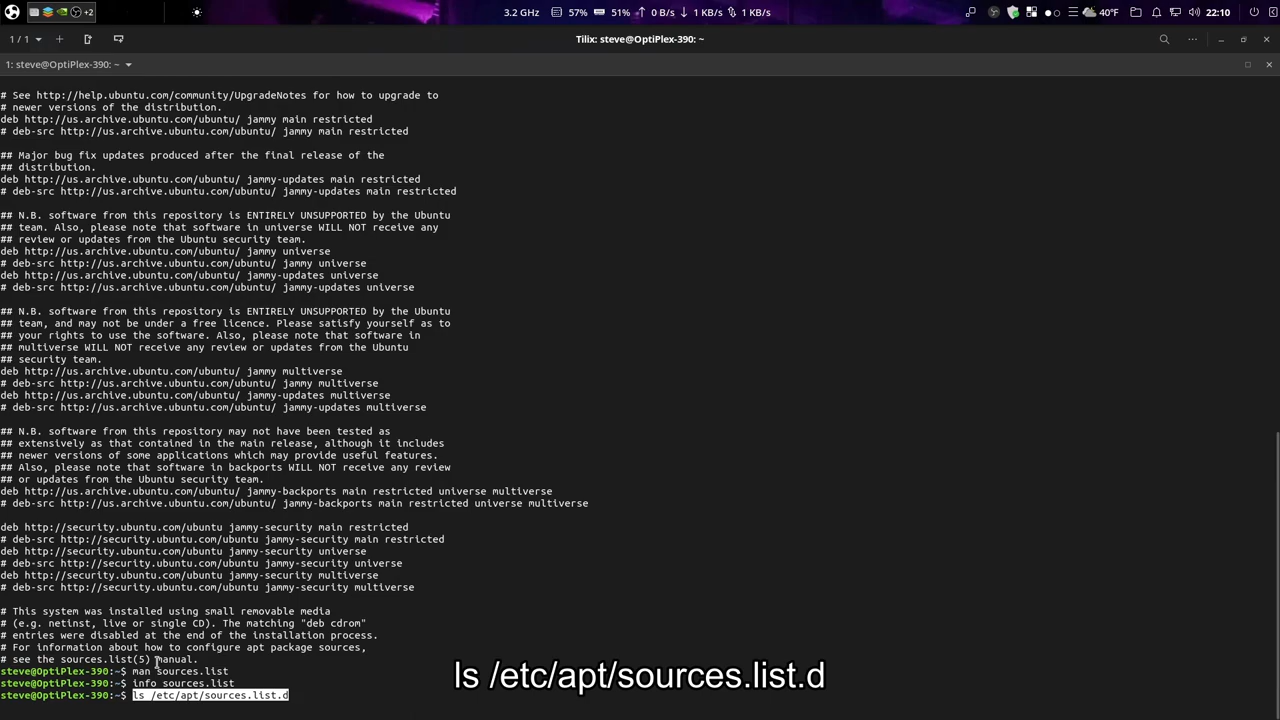 +2
3.2 GHz 57% 51% ↑ 0 B/s ↓ 1 KB/s ↑↓ 1 KB/s
40°F 22:10
1 / 1
Tilix: steve@OptiPlex-390: ~
1: steve@OptiPlex-390: ~
# See http://help.ubuntu.com/community/UpgradeNotes for how to upgrade to
# newer versions of the distribution.
deb http://us.archive.ubuntu.com/ubuntu/ jammy main restricted
# deb-src http://us.archive.ubuntu.com/ubuntu/ jammy main restricted
## Major bug fix updates produced after the final release of the
## distribution.
deb http://us.archive.ubuntu.com/ubuntu/ jammy-updates main restricted
# deb-src http://us.archive.ubuntu.com/ubuntu/ jammy-updates main restricted
## N.B. software from this repository is ENTIRELY UNSUPPORTED by the Ubuntu
## team. Also, please note that software in universe WILL NOT receive any
## review or updates from the Ubuntu security team.
deb http://us.archive.ubuntu.com/ubuntu/ jammy universe
# deb-src http://us.archive.ubuntu.com/ubuntu/ jammy universe
deb http://us.archive.ubuntu.com/ubuntu/ jammy-updates universe
# deb-src http://us.archive.ubuntu.com/ubuntu/ jammy-updates universe
## N.B. software from this repository is ENTIRELY UNSUPPORTED by the Ubuntu
## team, and may not be under a free licence. Please satisfy yourself as to
## your rights to use the software. Also, please note that software in
## multiverse WILL NOT receive any review or updates from the Ubuntu
## security team.
deb http://us.archive.ubuntu.com/ubuntu/ jammy multiverse
# deb-src http://us.archive.ubuntu.com/ubuntu/ jammy multiverse
deb http://us.archive.ubuntu.com/ubuntu/ jammy-updates multiverse
# deb-src http://us.archive.ubuntu.com/ubuntu/ jammy-updates multiverse
## N.B. software from this repository may not have been tested as
## extensively as that contained in the main release, although it includes
## newer versions of some applications which may provide useful features.
## Also, please note that software in backports WILL NOT receive any review
## or updates from the Ubuntu security team.
deb http://us.archive.ubuntu.com/ubuntu/ jammy-backports main restricted universe multiverse
# deb-src http://us.archive.ubuntu.com/ubuntu/ jammy-backports main restricted universe multiverse
deb http://security.ubuntu.com/ubuntu jammy-security main restricted
# deb-src http://security.ubuntu.com/ubuntu jammy-security main restricted
deb http://security.ubuntu.com/ubuntu jammy-security universe
# deb-src http://security.ubuntu.com/ubuntu jammy-security universe
deb http://security.ubuntu.com/ubuntu jammy-security multiverse
# deb-src http://security.ubuntu.com/ubuntu jammy-security multiverse
# This system was installed using small removable media
# (e.g. netinst, live or single CD). The matching "deb cdrom"
# entries were disabled at the end of the installation process.
# For information about how to configure apt package sources,
# see the sources.list(5) manual.
steve@OptiPlex-390:~$ man sources.list
steve@OptiPlex-390:~$ info sources.list
steve@OptiPlex-390:~$ ls /etc/apt/sources.list.d
ls /etc/apt/sources.list.d